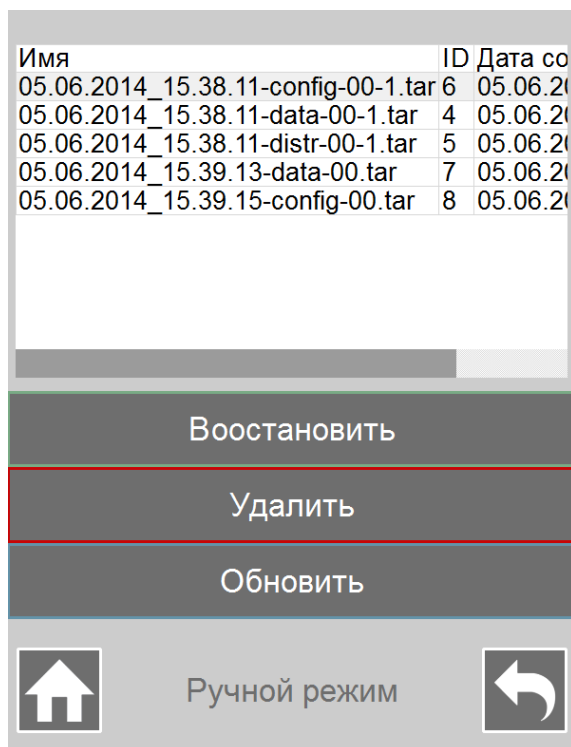 Имя ID Дата со
05.06.2014_15.38.11-config-00-1.tar 6 05.06.20
05.06.2014_15.38.11-data-00-1.tar 4 05.06.20
05.06.2014_15.38.11-distr-00-1.tar 5 05.06.20
05.06.2014_15.39.13-data-00.tar 7 05.06.20
05.06.2014_15.39.15-config-00.tar 8 05.06.20
Воостановить
Удалить
Обновить
Ручной режим